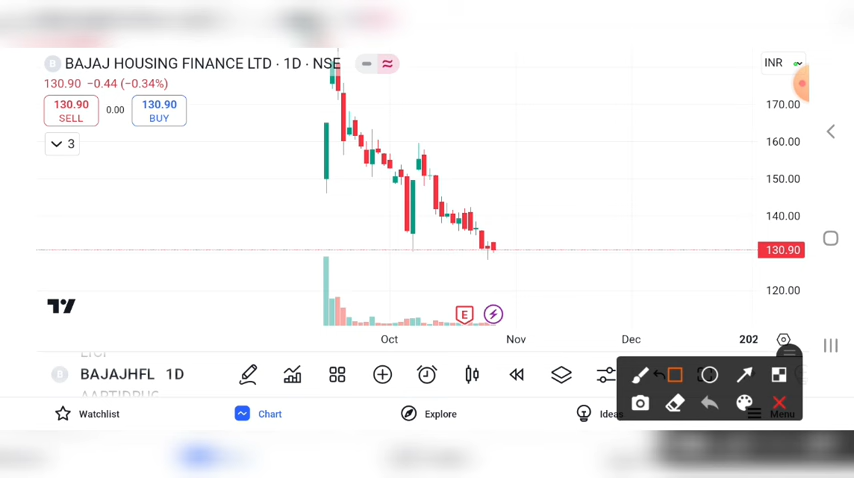 B BAJAJ HOUSING FINANCE LTD · 1D · NSE
INR
130.90 −0.44 (−0.34%)
130.90 0.00 130.90
SELL BUY
3
170.00
160.00
150.00
140.00
130.90
120.00
E
Oct Nov Dec 202
B BAJAJHFL 1D
Watchlist Chart Explore Ideas Menu